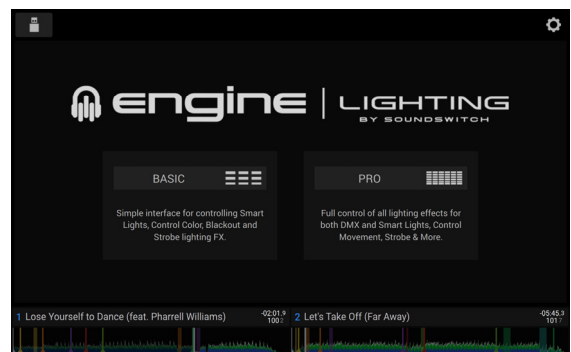 engine | LIGHTING
BY SOUNDSWITCH
BASIC
PRO
Simple interface for controlling Smart
Lights, Control Color, Blackout and
Strobe lighting FX.
Full control of all lighting effects for
both DMX and Smart Lights, Control
Movement, Strobe & More.
1 Lose Yourself to Dance (feat. Pharrell Williams)
-02:01.9
100.2
2 Let's Take Off (Far Away)
-05:45.3
101.7